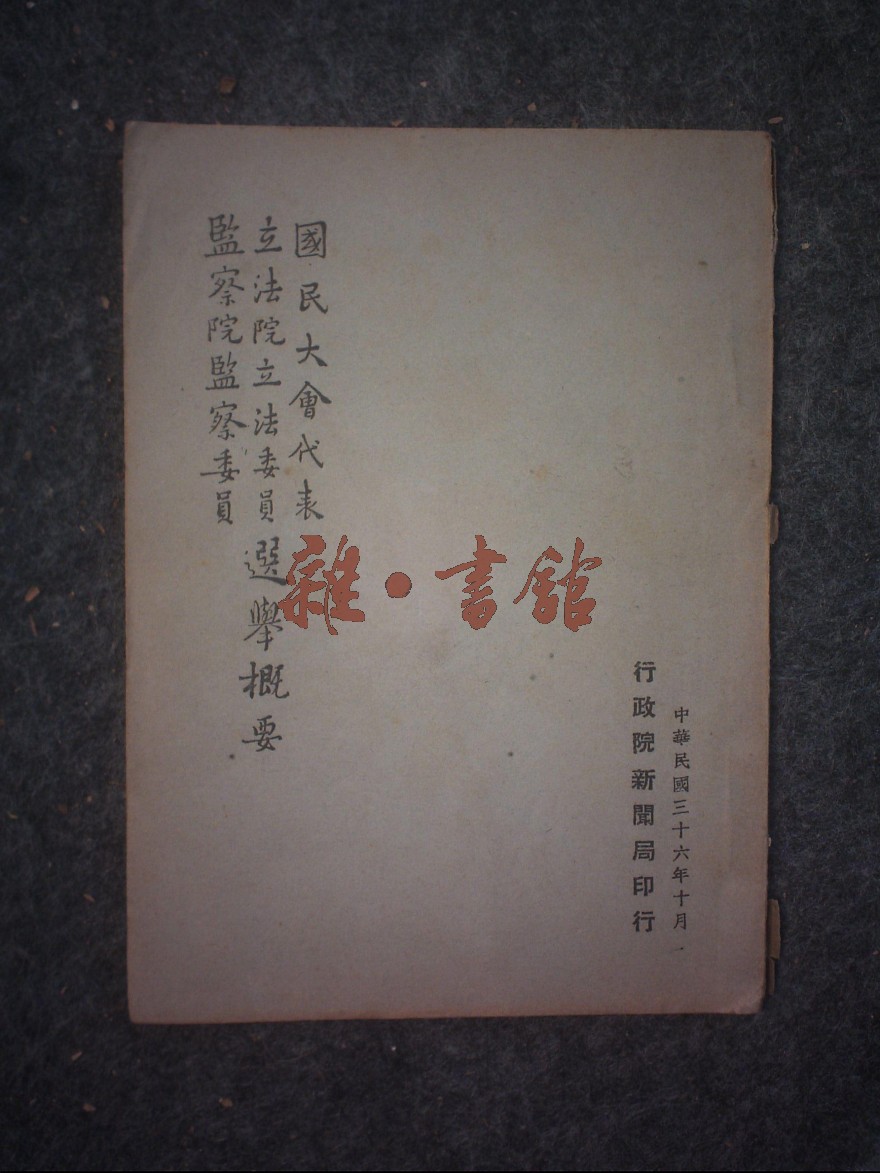 國民大會代表
立法院立法委員
監察院監察委員
選舉概要
中華民國三十六年十月
行政院新聞局印行
雜·書館